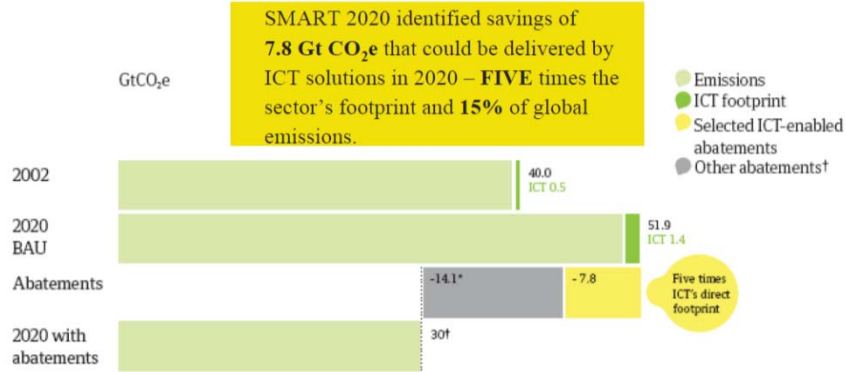 SMART 2020 identified savings of
7.8 Gt CO₂e that could be delivered by
ICT solutions in 2020 – FIVE times the
sector's footprint and 15% of global
emissions.
GtCO₂e
Emissions
ICT footprint
Selected ICT-enabled
abatements
Other abatements†
2002
40.0
ICT 0.5
2020
BAU
51.9
ICT 1.4
Abatements
-14.1*
-7.8
Five times
ICT's direct
footprint
2020 with
abatements
30†